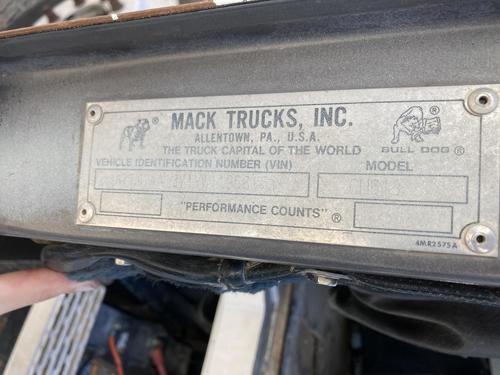 ® MACK TRUCKS, INC. ®
ALLENTOWN, PA., U.S.A.
THE TRUCK CAPITAL OF THE WORLD BULL DOG ®
VEHICLE IDENTIFICATION NUMBER (VIN) MODEL
"PERFORMANCE COUNTS" ®
4MR2575A